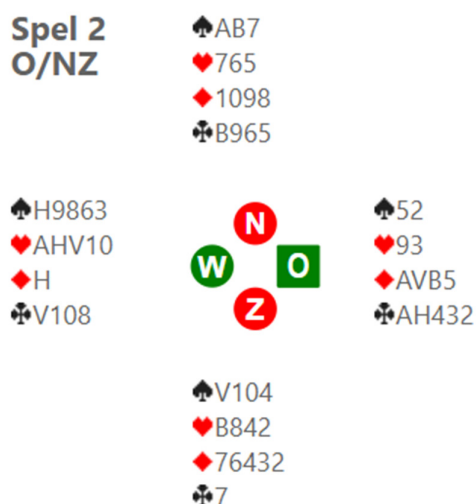 Spel 2
O/NZ
♠AB7
♥765
♦1098
♣B965
♠H9863
♥AHV10
♦H
♣V108
N
W O
Z
♠52
♥93
♦AVB5
♣AH432
♠V104
♥B842
♦76432
♣7